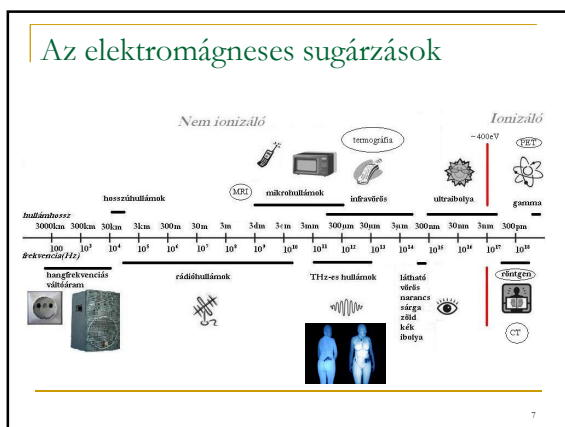 Az elektromágneses sugárzások
Nem ionizáló
Ionizáló
~400eV
termográfia
PET
MRI
mikrohullámok
infravörös
ultraibolya
gamma
hosszúhullámok
hullámhossz
3000km 300km 30km 3km 300m 30m 3m 3dm 3cm 3mm 300µm 30µm 3µm 300nm 30nm 3nm 300pm
100 10³ 10⁴ 10⁵ 10⁶ 10⁷ 10⁸ 10⁹ 10¹⁰ 10¹¹ 10¹² 10¹³ 10¹⁴ 10¹⁵ 10¹⁶ 10¹⁷ 10¹⁸
frekvencia(Hz)
hangfrekvenciás
váltóáram
rádióhullámok
THz-es hullámok
látható
vörös
narancs
sárga
zöld
kék
ibolya
röntgen
CT
7